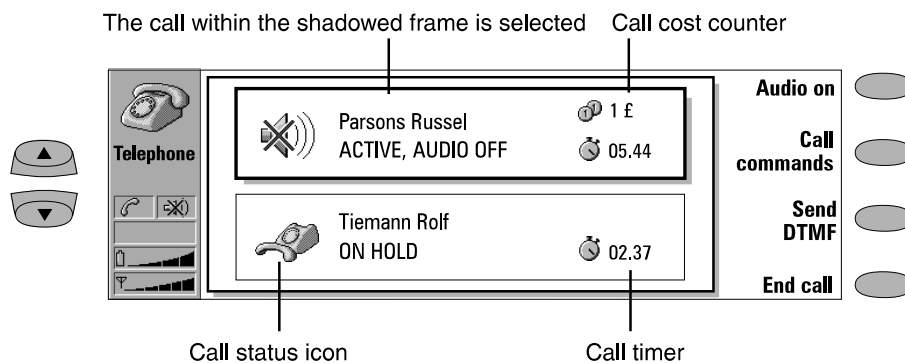 The call within the shadowed frame is selected
Call cost counter
Telephone
Parsons Russel
ACTIVE, AUDIO OFF
1 £
05.44
Tiemann Rolf
ON HOLD
02.37
Audio on
Call
commands
Send
DTMF
End call
Call status icon
Call timer